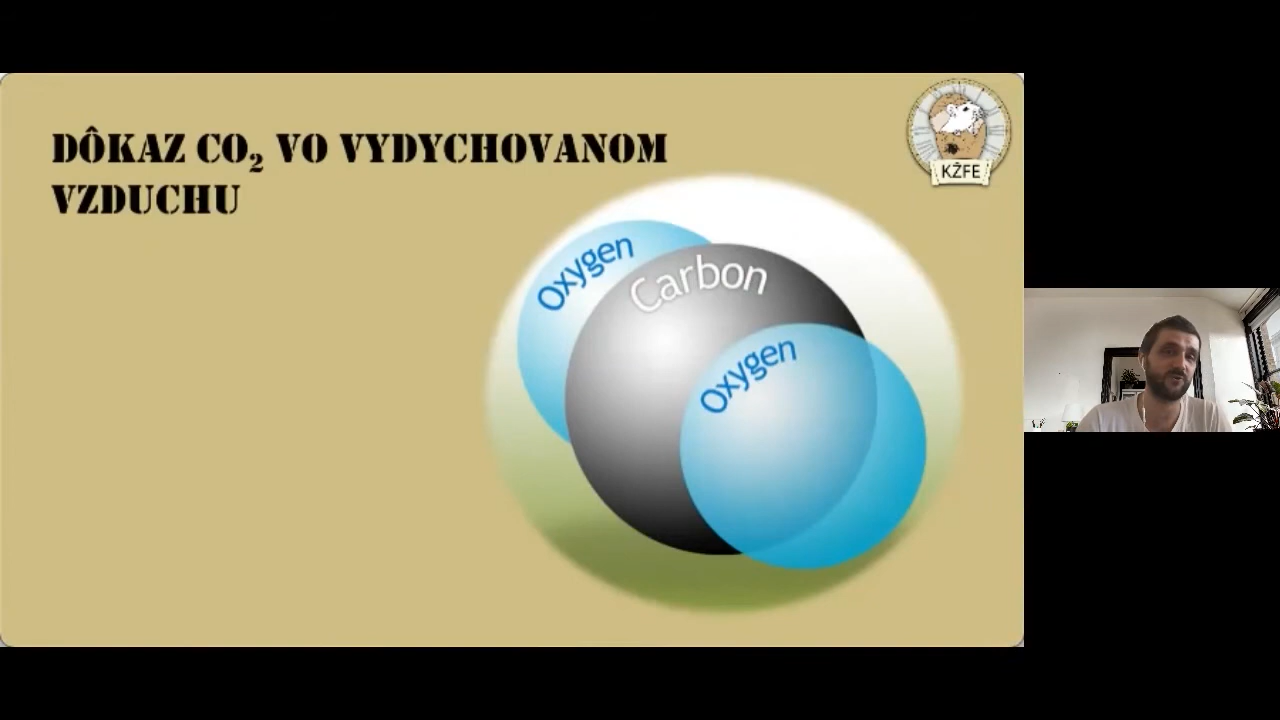 DÔKAZ CO₂ VO VYDYCHOVANOM
VZDUCHU
KŽFE
Oxygen
Carbon
Oxygen